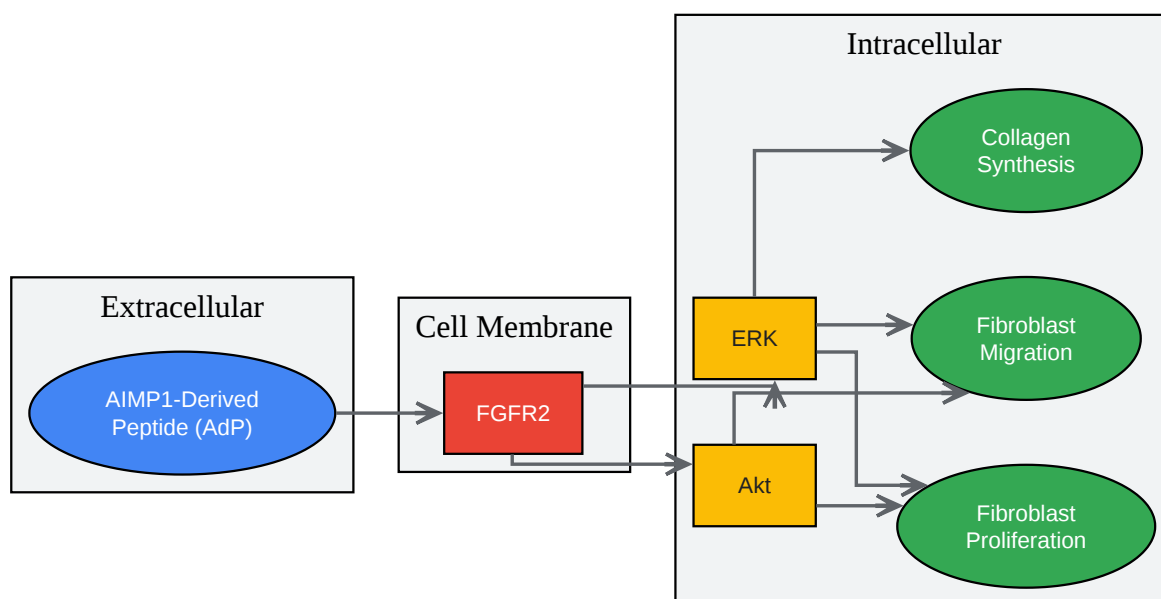 Extracellular
AIMP1-Derived
Peptide (AdP)
Cell Membrane
FGFR2
Intracellular
ERK
Akt
Collagen
Synthesis
Fibroblast
Migration
Fibroblast
Proliferation